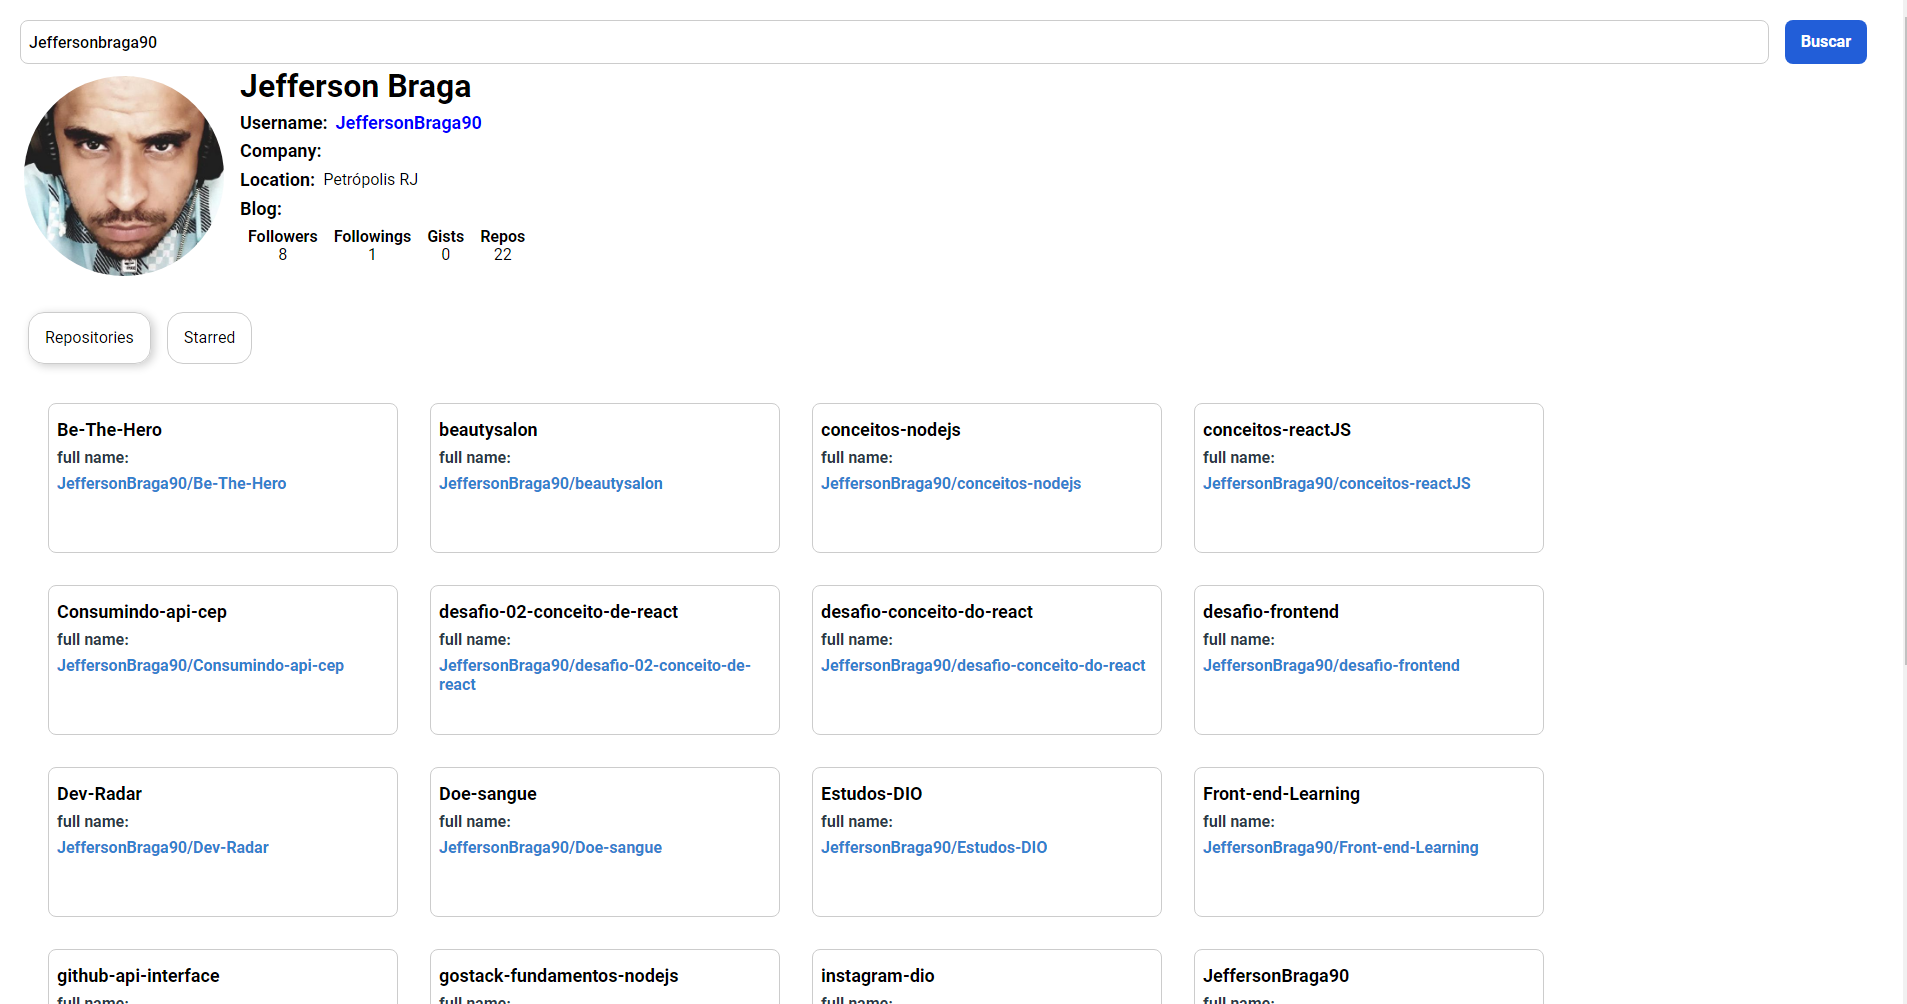 Jeffersonbraga90
Buscar
Jefferson Braga
Username: JeffersonBraga90
Company:
Location: Petrópolis RJ
Blog:
Followers Followings Gists Repos
8 1 0 22
Repositories Starred
Be-The-Hero
full name:
JeffersonBraga90/Be-The-Hero
beautysalon
full name:
JeffersonBraga90/beautysalon
conceitos-nodejs
full name:
JeffersonBraga90/conceitos-nodejs
conceitos-reactJS
full name:
JeffersonBraga90/conceitos-reactJS
Consumindo-api-cep
full name:
JeffersonBraga90/Consumindo-api-cep
desafio-02-conceito-de-react
full name:
JeffersonBraga90/desafio-02-conceito-de-
react
desafio-conceito-do-react
full name:
JeffersonBraga90/desafio-conceito-do-react
desafio-frontend
full name:
JeffersonBraga90/desafio-frontend
Dev-Radar
full name:
JeffersonBraga90/Dev-Radar
Doe-sangue
full name:
JeffersonBraga90/Doe-sangue
Estudos-DIO
full name:
JeffersonBraga90/Estudos-DIO
Front-end-Learning
full name:
JeffersonBraga90/Front-end-Learning
github-api-interface
full name:
gostack-fundamentos-nodejs
full name:
instagram-dio
full name:
JeffersonBraga90
full name: